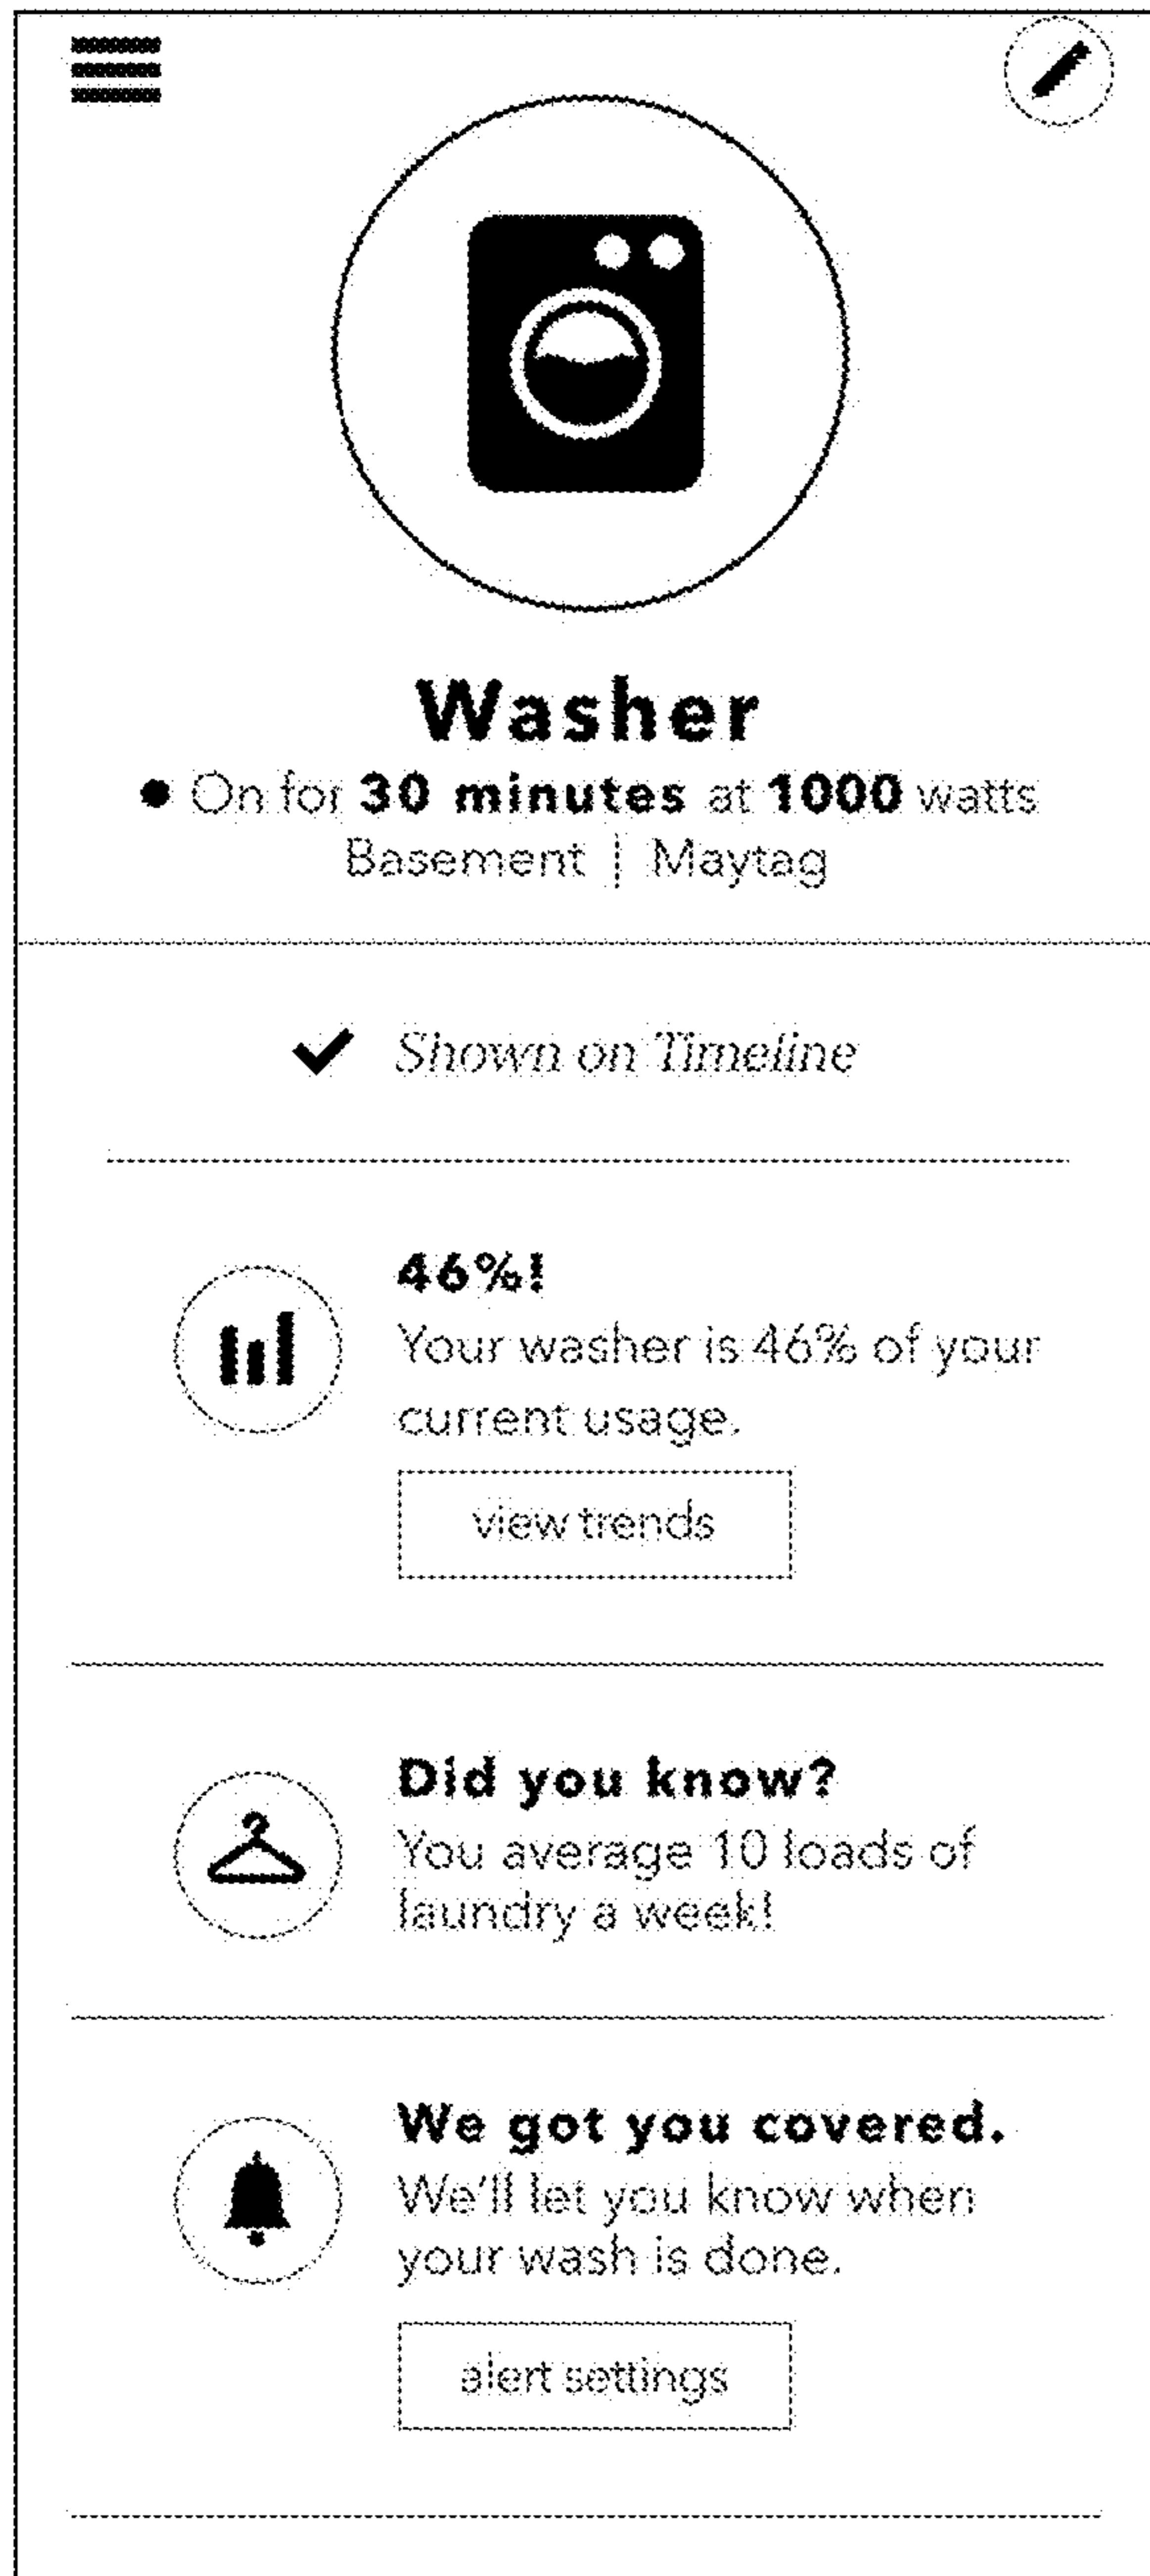 Washer
On for 30 minutes at 1000 watts
Basement | Maytag
Shown on Timeline
46%!
Your washer is 46% of your
current usage.
view trends
Did you know?
You average 10 loads of
laundry a week!
We got you covered.
We'll let you know when
your wash is done.
alert settings